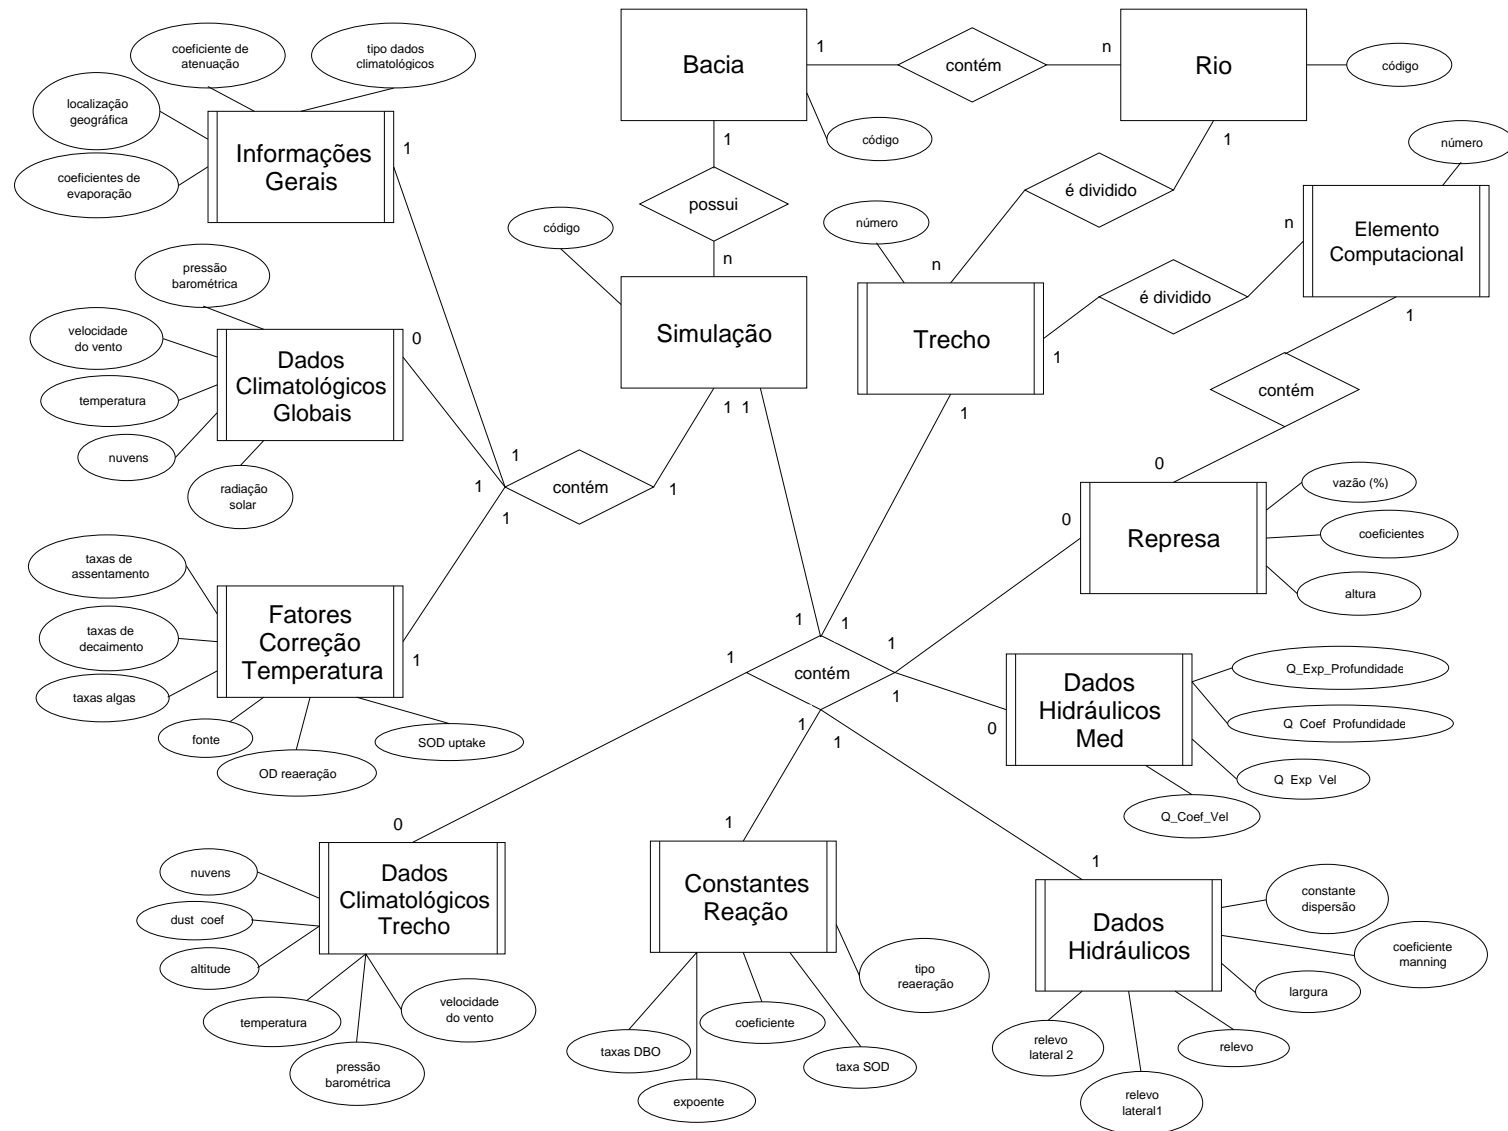 coeficiente de
atenuação
tipo dados
climatológicos
localização
geográfica
coeficientes de
evaporação
Informações
Gerais
1
Bacia
1
contém
n
Rio
código
código
1
possui
n
1
é dividido
n
número
Elemento
Computacional
n
é dividido
1
1
número
Trecho
1
código
Simulação
1 1
pressão
barométrica
velocidade
do vento
temperatura
nuvens
radiação
solar
Dados
Climatológicos
Globais
0
1
1
1
contém
1
contém
0
Represa
0
vazão (%)
coeficientes
altura
taxas de
assentamento
taxas de
decaimento
taxas algas
fonte
OD reaeração
SOD uptake
Fatores
Correção
Temperatura
1
1
1
1
1
contém
1
1
1
0
Dados
Hidráulicos
Med
Q_Exp_Profundidade
Q_Coef_Profundidade
Q_Exp_Vel
Q_Coef_Vel
0
nuvens
dust_coef
altitude
temperatura
pressão
barométrica
velocidade
do vento
Dados
Climatológicos
Trecho
1
Constantes
Reação
taxas DBO
expoente
coeficiente
taxa SOD
tipo
reaeração
1
Dados
Hidráulicos
constante
dispersão
coeficiente
manning
largura
relevo
relevo
lateral 2
relevo
lateral1